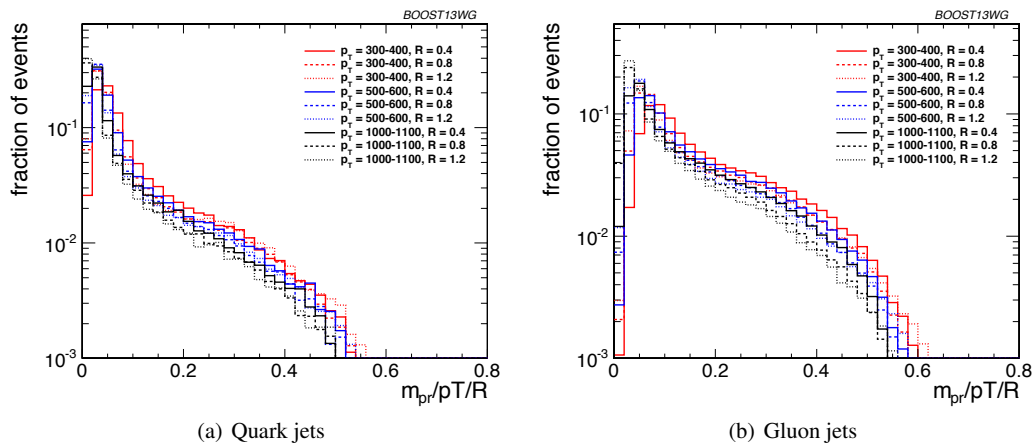 BOOST13WG
fraction of events
p_T = 300-400, R = 0.4
p_T = 300-400, R = 0.8
p_T = 300-400, R = 1.2
p_T = 500-600, R = 0.4
p_T = 500-600, R = 0.8
p_T = 500-600, R = 1.2
p_T = 1000-1100, R = 0.4
p_T = 1000-1100, R = 0.8
p_T = 1000-1100, R = 1.2
10^-1
10^-2
10^-3
0 0.2 0.4 0.6 0.8
m_pr/pT/R
(a) Quark jets
BOOST13WG
fraction of events
p_T = 300-400, R = 0.4
p_T = 300-400, R = 0.8
p_T = 300-400, R = 1.2
p_T = 500-600, R = 0.4
p_T = 500-600, R = 0.8
p_T = 500-600, R = 1.2
p_T = 1000-1100, R = 0.4
p_T = 1000-1100, R = 0.8
p_T = 1000-1100, R = 1.2
10^-1
10^-2
10^-3
0 0.2 0.4 0.6 0.8
m_pr/pT/R
(b) Gluon jets